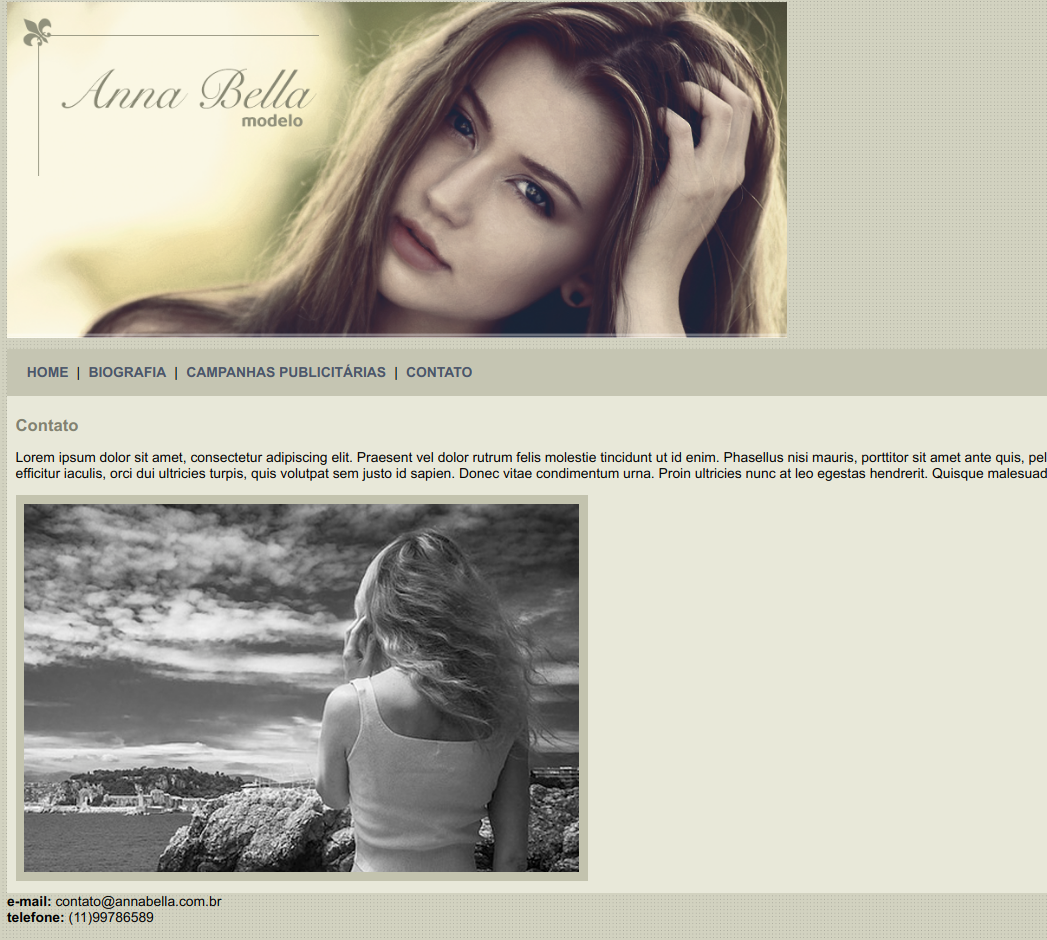 Anna Bella
modelo
HOME | BIOGRAFIA | CAMPANHAS PUBLICITÁRIAS | CONTATO
Contato
Lorem ipsum dolor sit amet, consectetur adipiscing elit. Praesent vel dolor rutrum felis molestie tincidunt ut id enim. Phasellus nisi mauris, porttitor sit amet ante quis, pel
efficitur iaculis, orci dui ultricies turpis, quis volutpat sem justo id sapien. Donec vitae condimentum urna. Proin ultricies nunc at leo egestas hendrerit. Quisque malesuad
e-mail: contato@annabella.com.br
telefone: (11)99786589